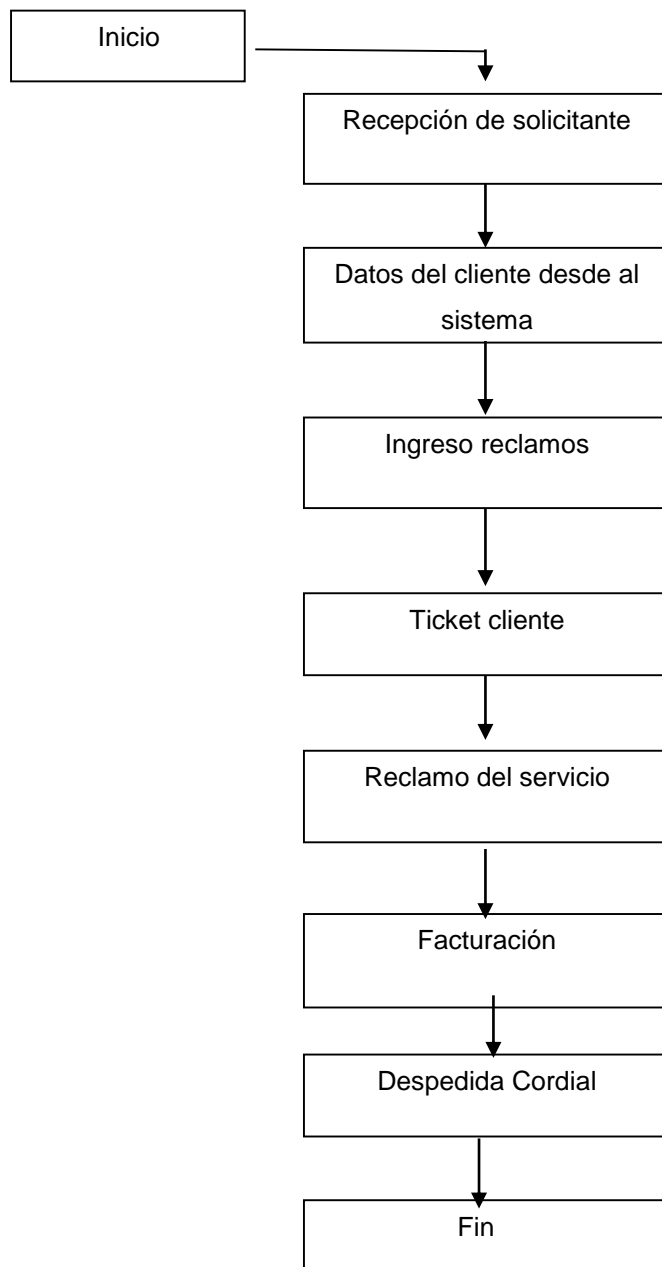 Inicio
Recepción de solicitante
Datos del cliente desde al
sistema
Ingreso reclamos
Ticket cliente
Reclamo del servicio
Facturación
Despedida Cordial
Fin